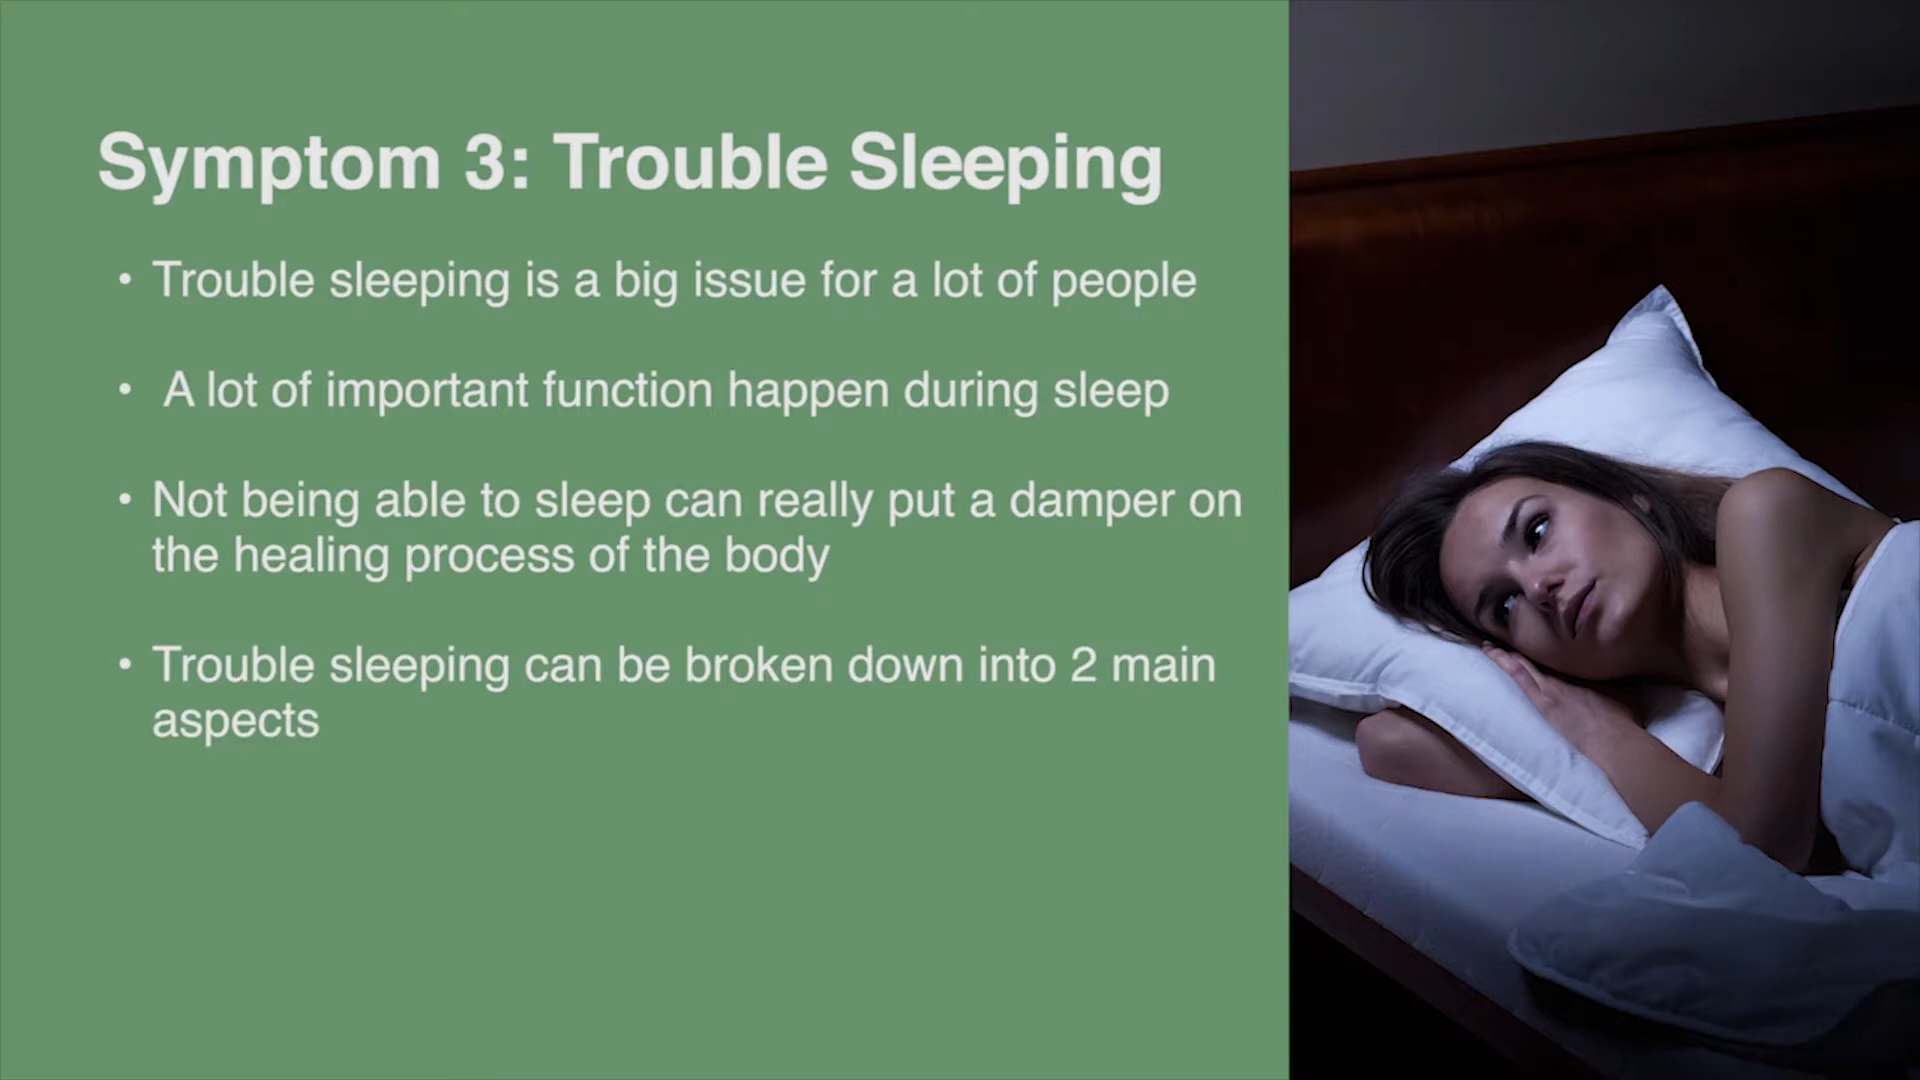 Symptom 3: Trouble Sleeping
• Trouble sleeping is a big issue for a lot of people
• A lot of important function happen during sleep
• Not being able to sleep can really put a damper on
the healing process of the body
• Trouble sleeping can be broken down into 2 main
aspects